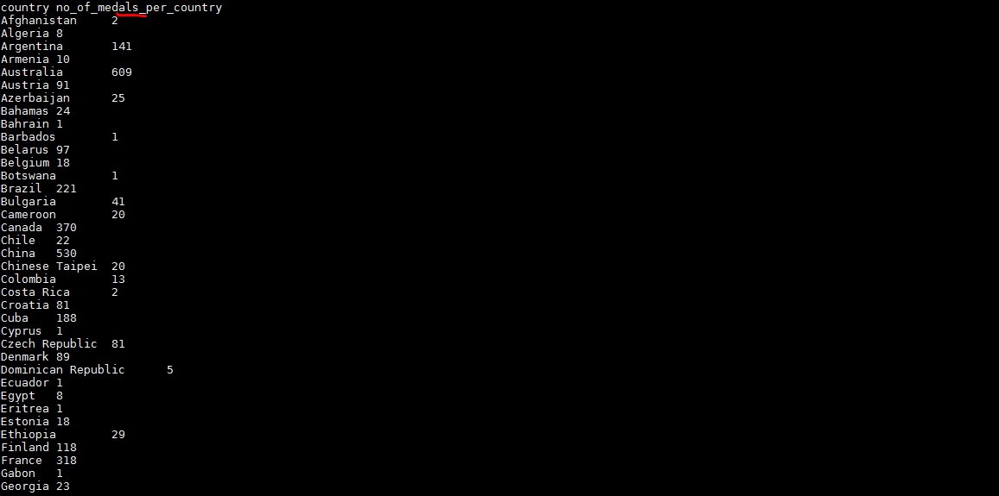 country no_of_medals_per_country
Afghanistan 2
Algeria 8
Argentina 141
Armenia 10
Australia 609
Austria 91
Azerbaijan 25
Bahamas 24
Bahrain 1
Barbados 1
Belarus 97
Belgium 18
Botswana 1
Brazil 221
Bulgaria 41
Cameroon 20
Canada 370
Chile 22
China 530
Chinese Taipei 20
Colombia 13
Costa Rica 2
Croatia 81
Cuba 188
Cyprus 1
Czech Republic 81
Denmark 89
Dominican Republic 5
Ecuador 1
Egypt 8
Eritrea 1
Estonia 18
Ethiopia 29
Finland 118
France 318
Gabon 1
Georgia 23